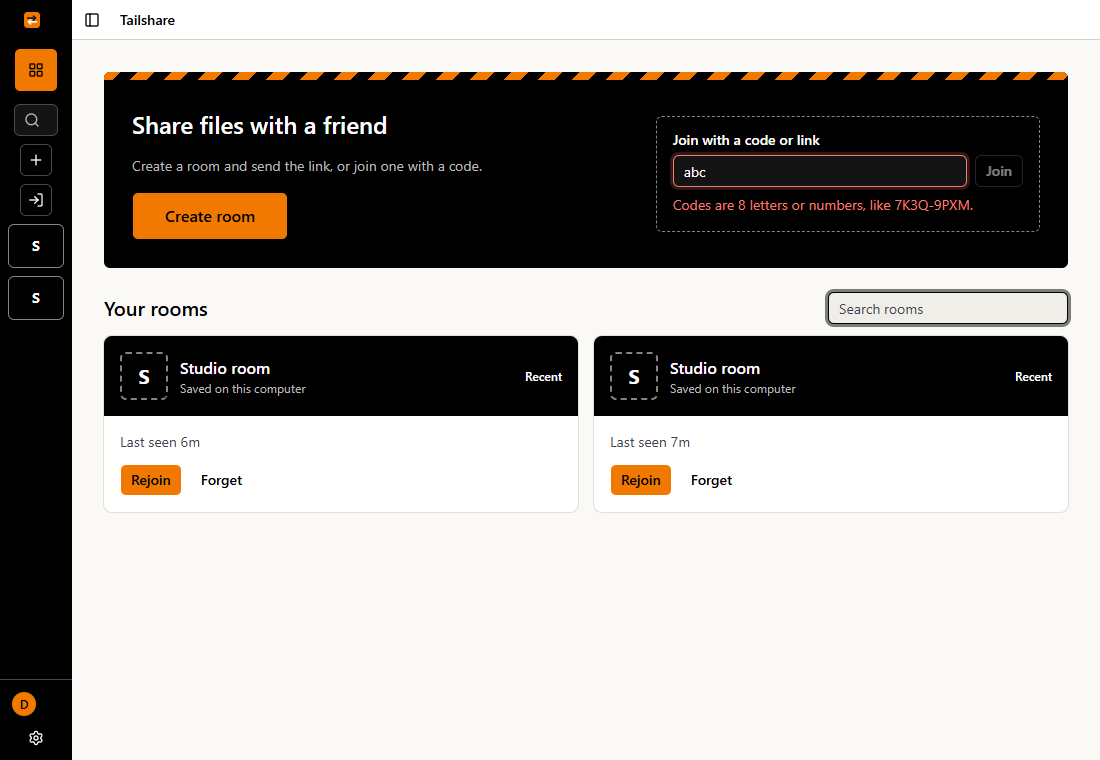 Tailshare
Share files with a friend
Create a room and send the link, or join one with a code.
Create room
Join with a code or link
abc
Join
Codes are 8 letters or numbers, like 7K3Q-9PXM.
S
S
Your rooms
Search rooms
S
Studio room
Saved on this computer
Recent
Last seen 6m
Rejoin
Forget
S
Studio room
Saved on this computer
Recent
Last seen 7m
Rejoin
Forget
D